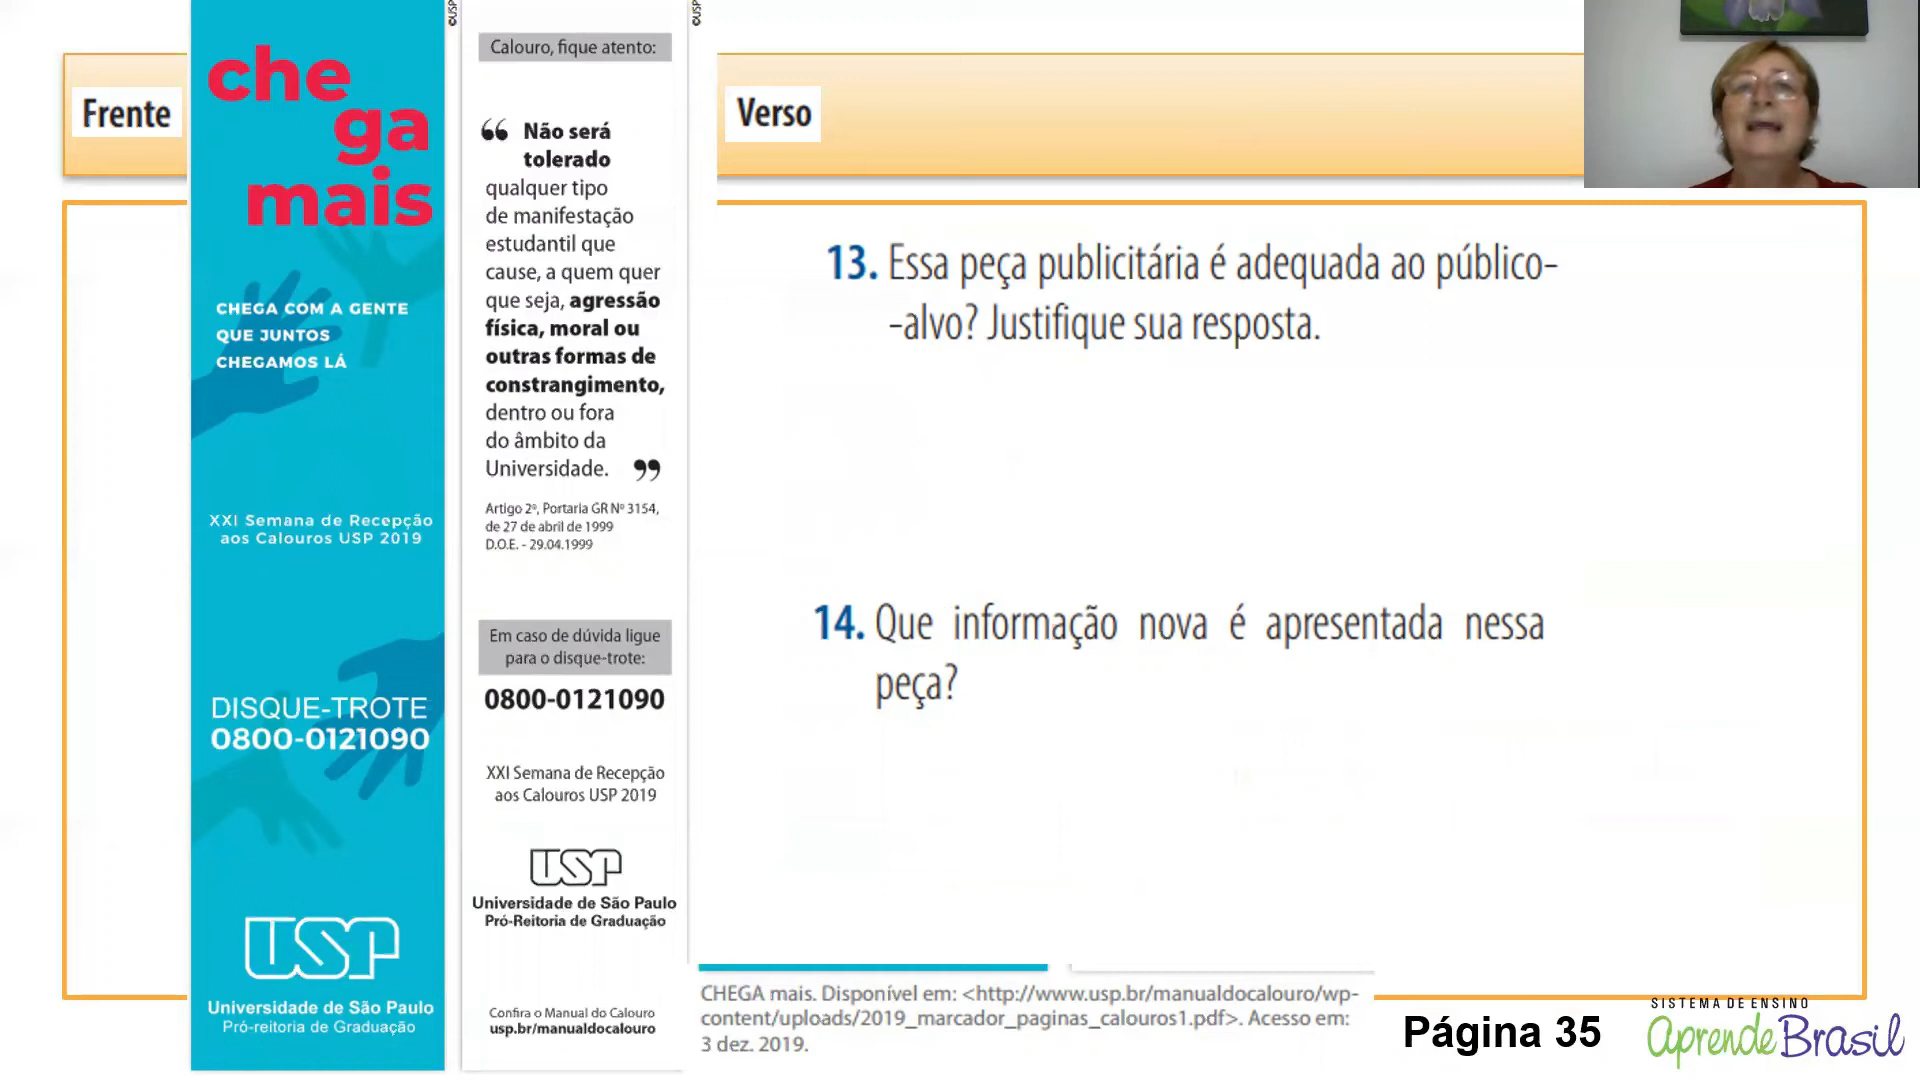 Frente
che
ga
mais
CHEGA COM A GENTE
QUE JUNTOS
CHEGAMOS LÁ
XXI Semana de Recepção
aos Calouros USP 2019
DISQUE-TROTE
0800-0121090
USP
Universidade de São Paulo
Pró-reitoria de Graduação
©USP
Calouro, fique atento:
“ Não será
tolerado
qualquer tipo
de manifestação
estudantil que
cause, a quem quer
que seja, agressão
física, moral ou
outras formas de
constrangimento,
dentro ou fora
do âmbito da
Universidade. ”
Artigo 2º, Portaria GR Nº 3154,
de 27 de abril de 1999
D.O.E. - 29.04.1999
Em caso de dúvida ligue
para o disque-trote:
0800-0121090
XXI Semana de Recepção
aos Calouros USP 2019
USP
Universidade de São Paulo
Pró-Reitoria de Graduação
Confira o Manual do Calouro
usp.br/manualdocalouro
©USP
Verso
13. Essa peça publicitária é adequada ao público-
-alvo? Justifique sua resposta.
14. Que informação nova é apresentada nessa
peça?
CHEGA mais. Disponível em: <http://www.usp.br/manualdocalouro/wp-
content/uploads/2019_marcador_paginas_calouros1.pdf>. Acesso em:
3 dez. 2019.
Página 35
SISTEMA DE ENSINO
aprende Brasil